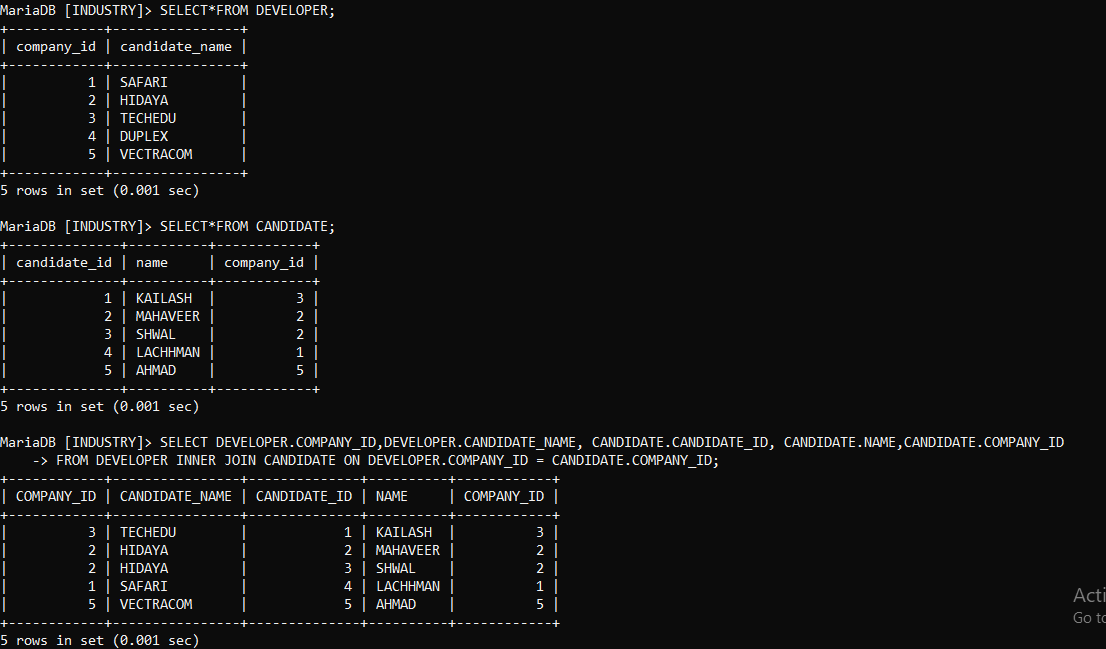 MariaDB [INDUSTRY]> SELECT*FROM DEVELOPER;
+------------+----------------+
| company_id | candidate_name |
+------------+----------------+
|          1 | SAFARI         |
|          2 | HIDAYA         |
|          3 | TECHEDU        |
|          4 | DUPLEX         |
|          5 | VECTRACOM      |
+------------+----------------+
5 rows in set (0.001 sec)
MariaDB [INDUSTRY]> SELECT*FROM CANDIDATE;
+--------------+----------+------------+
| candidate_id | name     | company_id |
+--------------+----------+------------+
|            1 | KAILASH  |          3 |
|            2 | MAHAVEER |          2 |
|            3 | SHWAL    |          2 |
|            4 | LACHHMAN |          1 |
|            5 | AHMAD    |          5 |
+--------------+----------+------------+
5 rows in set (0.001 sec)
MariaDB [INDUSTRY]> SELECT DEVELOPER.COMPANY_ID,DEVELOPER.CANDIDATE_NAME, CANDIDATE.CANDIDATE_ID, CANDIDATE.NAME,CANDIDATE.COMPANY_ID
    -> FROM DEVELOPER INNER JOIN CANDIDATE ON DEVELOPER.COMPANY_ID = CANDIDATE.COMPANY_ID;
+------------+----------------+--------------+----------+------------+
| COMPANY_ID | CANDIDATE_NAME | CANDIDATE_ID | NAME     | COMPANY_ID |
+------------+----------------+--------------+----------+------------+
|          3 | TECHEDU        |            1 | KAILASH  |          3 |
|          2 | HIDAYA         |            2 | MAHAVEER |          2 |
|          2 | HIDAYA         |            3 | SHWAL    |          2 |
|          1 | SAFARI         |            4 | LACHHMAN |          1 |
|          5 | VECTRACOM      |            5 | AHMAD    |          5 |
+------------+----------------+--------------+----------+------------+
5 rows in set (0.001 sec)
Acti
Go to